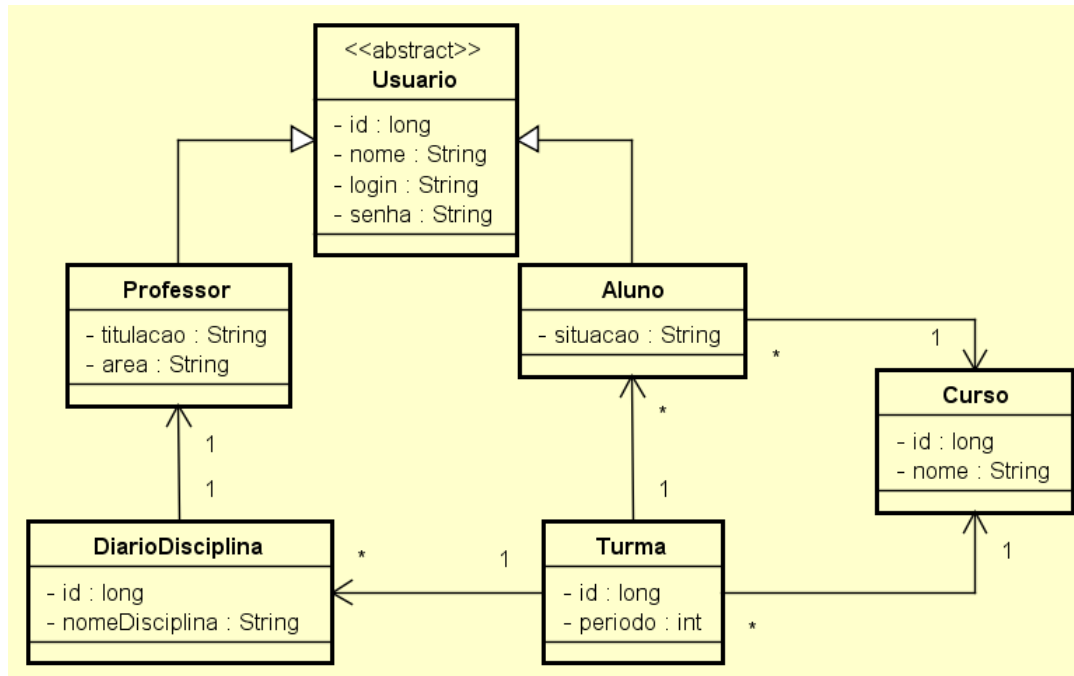 <<abstract>>
Usuario
- id : long
- nome : String
- login : String
- senha : String
Professor
- titulacao : String
- area : String
Aluno
- situacao : String
1
*
Curso
- id : long
- nome : String
1
1
*
1
DiarioDisciplina
- id : long
- nomeDisciplina : String
*
1
Turma
- id : long
- periodo : int
1
*